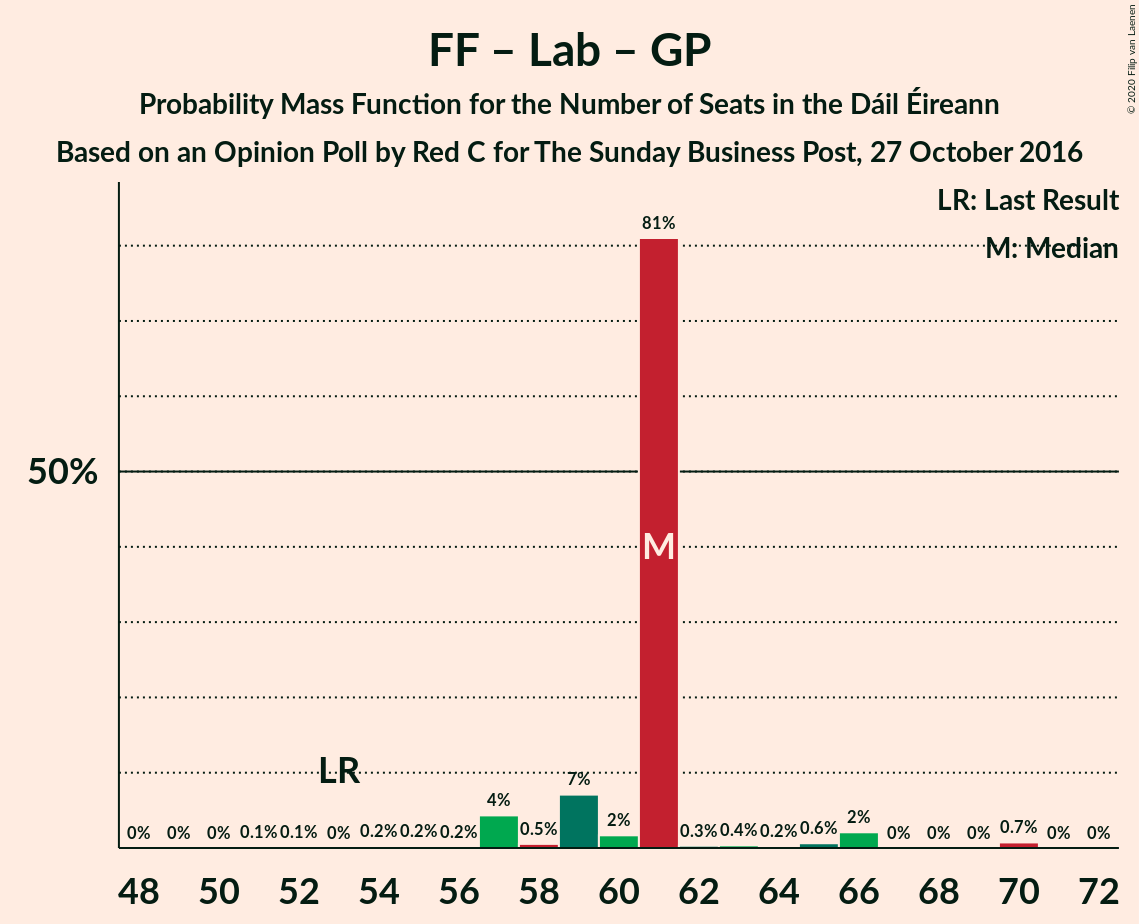 FF – Lab – GP
Probability Mass Function for the Number of Seats in the Dáil Éireann
Based on an Opinion Poll by Red C for The Sunday Business Post, 27 October 2016
© 2020 Filip van Laenen
LR: Last Result
M: Median
81%
50%
M
LR
7%
4%
2%
2%
0% 0% 0% 0.1% 0.1% 0% 0.2% 0.2% 0.2% 0.5% 0.3% 0.4% 0.2% 0.6% 0% 0% 0% 0.7% 0% 0%
48 50 52 54 56 58 60 62 64 66 68 70 72